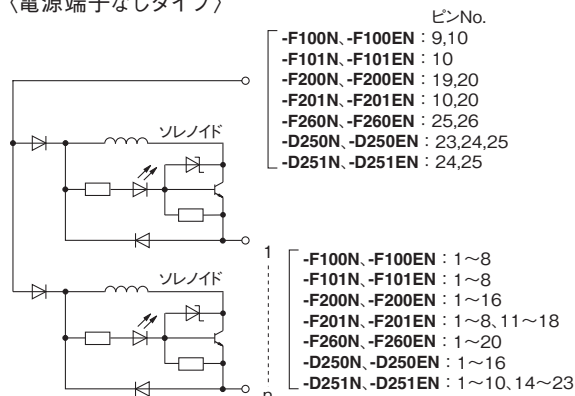 〈電源端子なしタイプ〉
ピンNo.
-F100N、-F100EN：9,10
-F101N、-F101EN：10
-F200N、-F200EN：19,20
-F201N、-F201EN：10,20
-F260N、-F260EN：25,26
-D250N、-D250EN：23,24,25
-D251N、-D251EN：24,25
ソレノイド
1
-F100N、-F100EN：1～8
-F101N、-F101EN：1～8
-F200N、-F200EN：1～16
-F201N、-F201EN：1～8、11～18
-F260N、-F260EN：1～20
-D250N、-D250EN：1～16
-D251N、-D251EN：1～10、14～23
ソレノイド
n